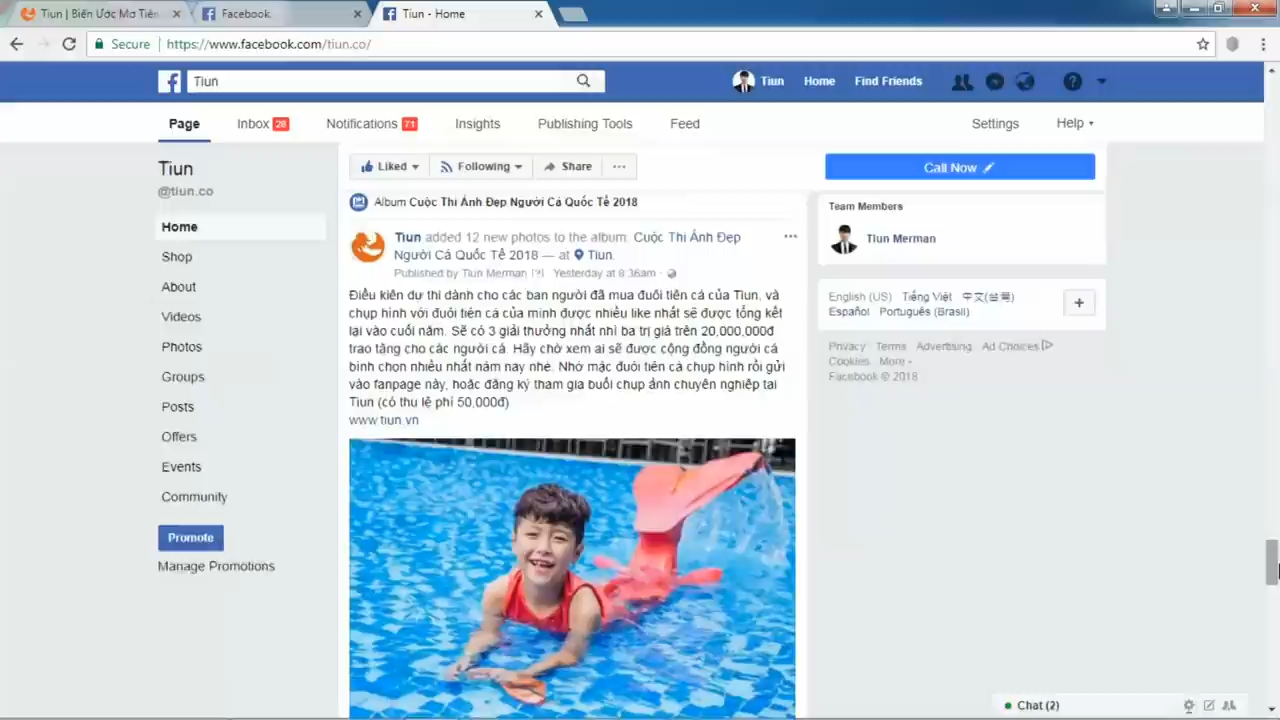 Tiun | Biến Ước Mơ Tiên
Facebook
Tiun - Home
Secure | https://www.facebook.com/tiun.co/
Tiun
Tiun Home Find Friends
Page Inbox 28 Notifications 71 Insights Publishing Tools Feed Settings Help
Tiun
@tiun.co
Home
Shop
About
Videos
Photos
Groups
Posts
Offers
Events
Community
Promote
Manage Promotions
Liked Following Share ...
Call Now
Album Cuộc Thi Ảnh Đẹp Người Cá Quốc Tế 2018
Tiun added 12 new photos to the album: Cuộc Thi Ảnh Đẹp
Người Cá Quốc Tế 2018 — at Tiun.
Published by Tiun Merman [?] · Yesterday at 8:36am ·
Điều kiện dự thi dành cho các bạn người đã mua đuôi tiên cá của Tiun, và
chụp hình với đuôi tiên cá của mình được nhiều like nhất sẽ được tổng kết
lại vào cuối năm. Sẽ có 3 giải thưởng nhất nhì ba trị giá trên 20,000,000đ
trao tặng cho các người cá. Hãy chờ xem ai sẽ được cộng đồng người cá
bình chọn nhiều nhất năm nay nhé. Nhớ mặc đuôi tiên cá chụp hình rồi gửi
vào fanpage này, hoặc đăng ký tham gia buổi chụp ảnh chuyên nghiệp tại
Tiun (có thu lệ phí 50,000đ)
www.tiun.vn
Team Members
Tiun Merman
English (US) · Tiếng Việt · 中文(台灣) ·
Español · Português (Brasil)
+
Privacy · Terms · Advertising · Ad Choices ·
Cookies · More
Facebook © 2018
Chat (2)